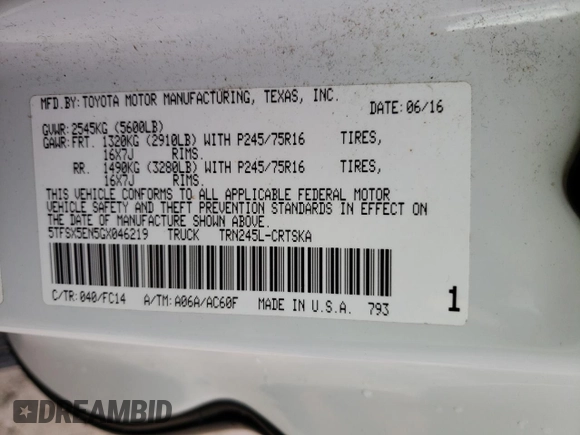 MFD.BY:TOYOTA MOTOR MANUFACTURING, TEXAS, INC.
DATE:06/16
GVWR:2545KG (5600LB)
GAWR:FRT. 1320KG (2910LB) WITH P245/75R16 TIRES,
16X7J RIMS.
RR. 1490KG (3280LB) WITH P245/75R16 TIRES,
16X7J RIMS.
THIS VEHICLE CONFORMS TO ALL APPLICABLE FEDERAL MOTOR
VEHICLE SAFETY AND THEFT PREVENTION STANDARDS IN EFFECT ON
THE DATE OF MANUFACTURE SHOWN ABOVE.
5TFSX5EN5GX046219 TRUCK TRN245L-CRTSKA
C/TR:040/FC14 A/TM:A06A/AC60F MADE IN U.S.A. 793
1
DREAMBID